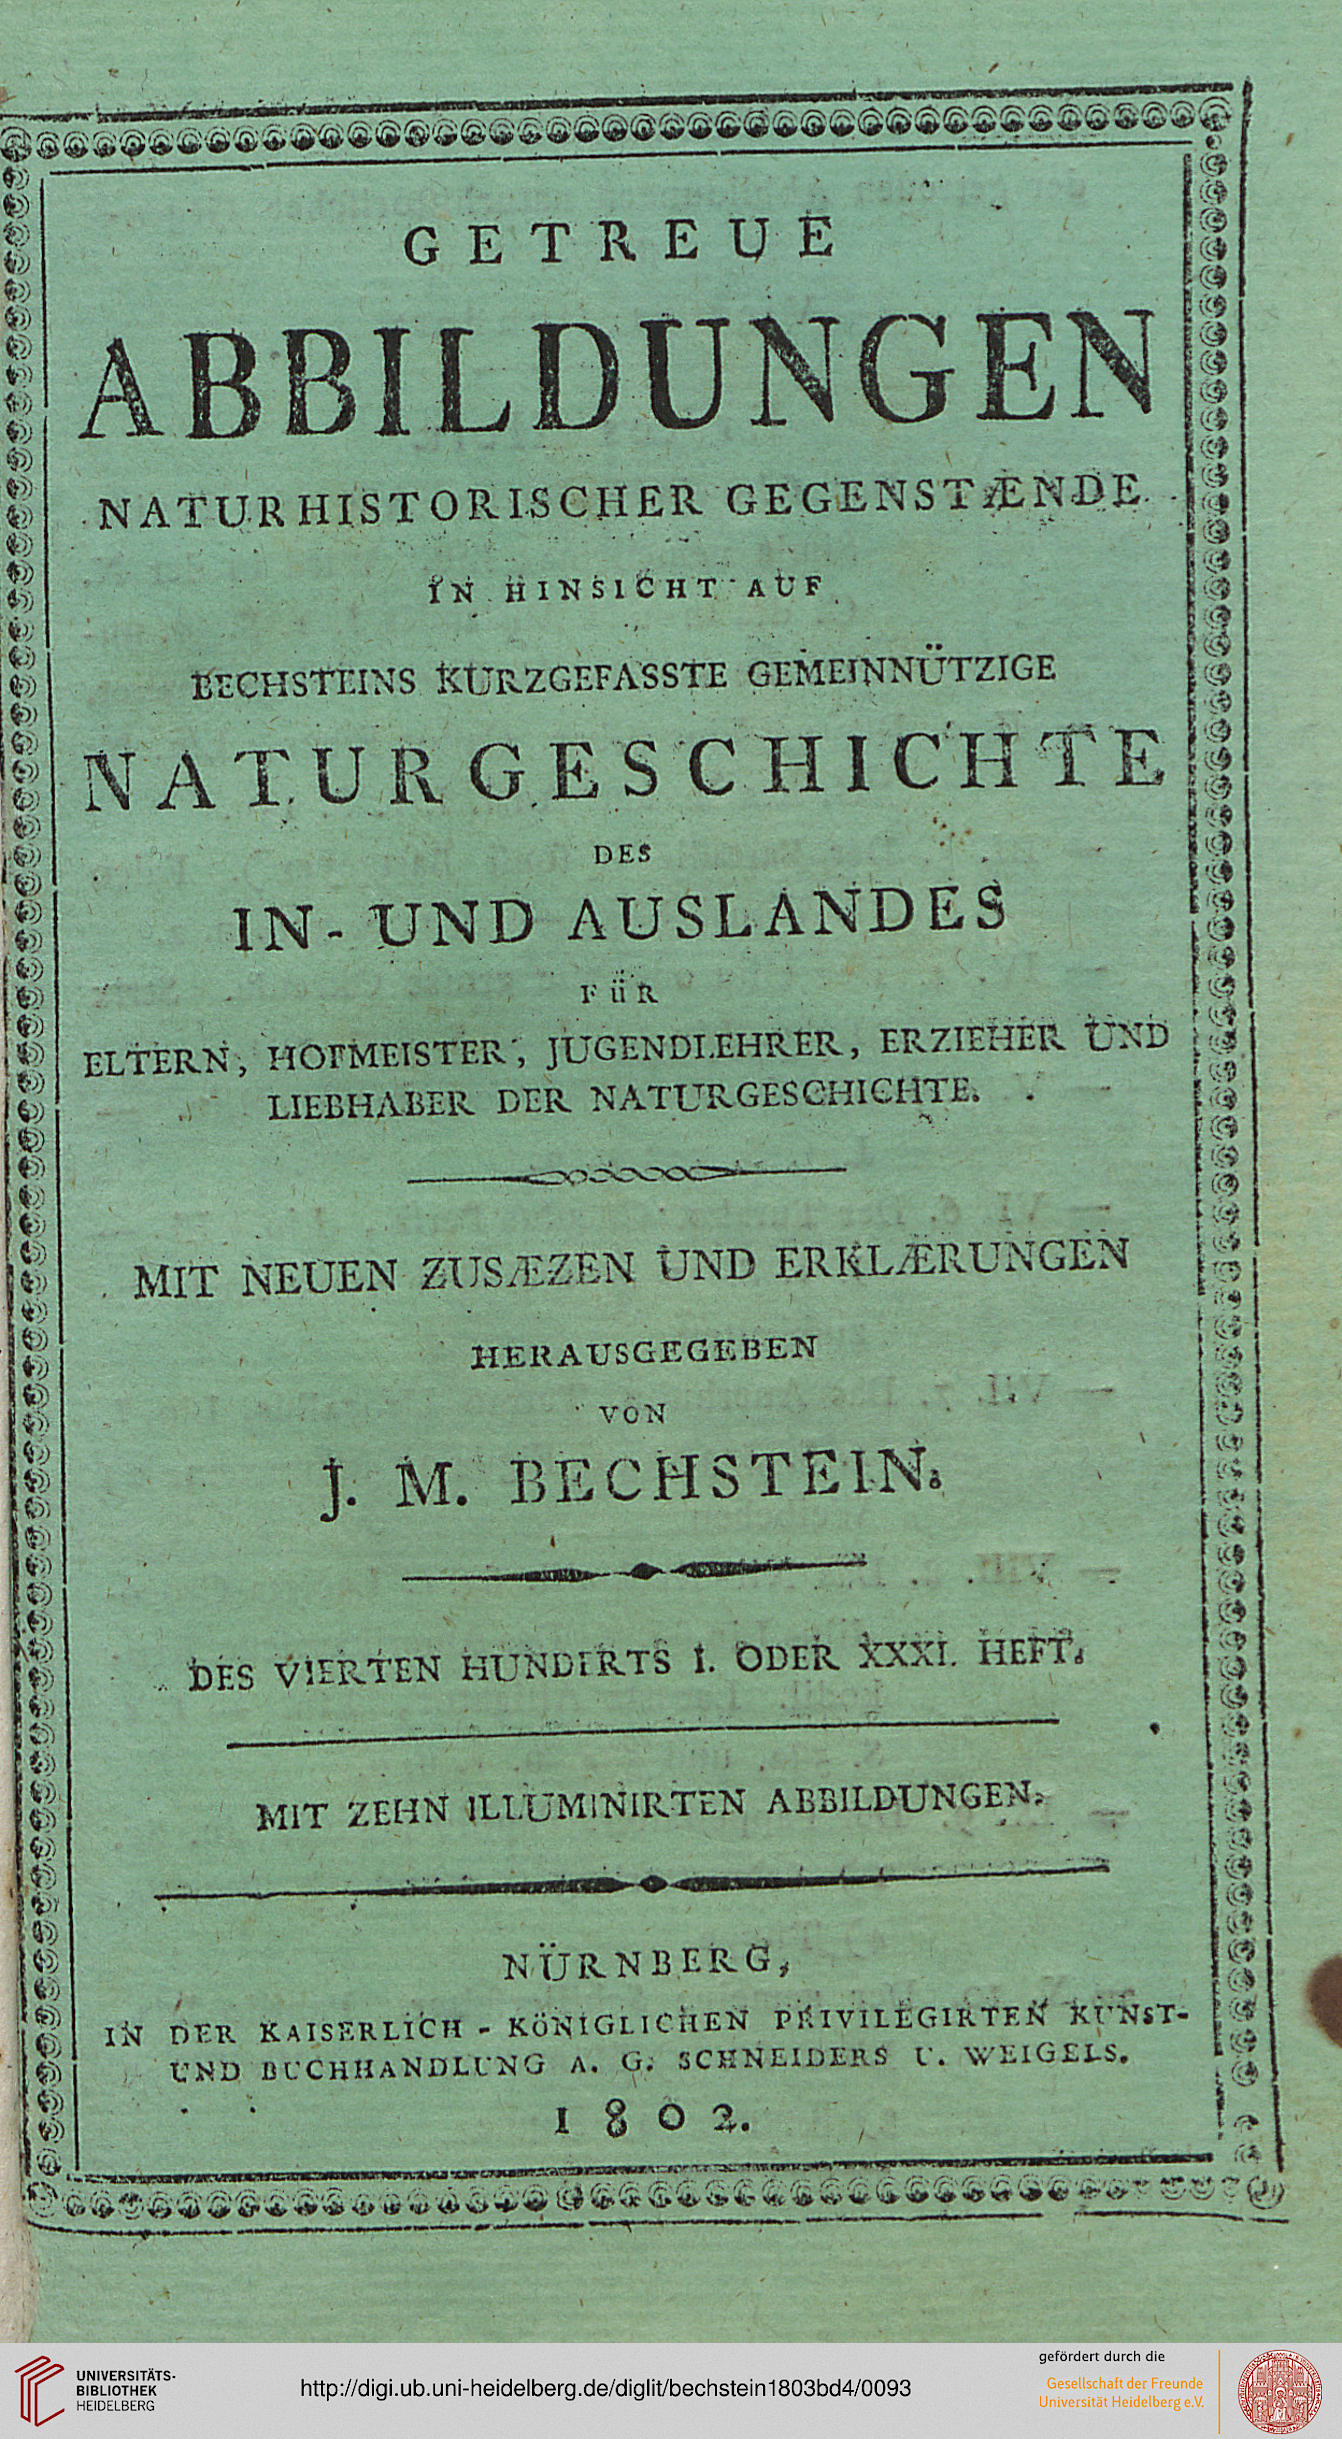 GETREUE
ABBILDUNGEN
NATURHISTORISCHER GEGENSTÆNDE
IN HINSICHT AUF
BECHSTEINS KURZGEFASSTE GEMEINNÜTZIGE
NATURGESCHICHTE
DES
IN- UND AUSLANDES
FÜR
ELTERN, HOFMEISTER, JUGENDLEHRER, ERZIEHER UND
LIEBHABER DER NATURGESCHICHTE.
MIT NEUEN ZUSÆZEN UND ERKLÆRUNGEN
HERAUSGEGEBEN
VON
J. M. BECHSTEIN.
DES VIERTEN HUNDERTS I. ODER XXXI. HEFT.
MIT ZEHN ILLUMINIRTEN ABBILDUNGEN.
NÜRNBERG,
IN DER KAISERLICH - KÖNIGLICHEN PRIVILEGIRTEN KUNST-
UND BUCHHANDLUNG A. G. SCHNEIDERS U. WEIGELS.
1802.
UNIVERSITÄTS-
BIBLIOTHEK
HEIDELBERG
http://digi.ub.uni-heidelberg.de/diglit/bechstein1803bd4/0093
gefördert durch die
Gesellschaft der Freunde
Universität Heidelberg e.V.